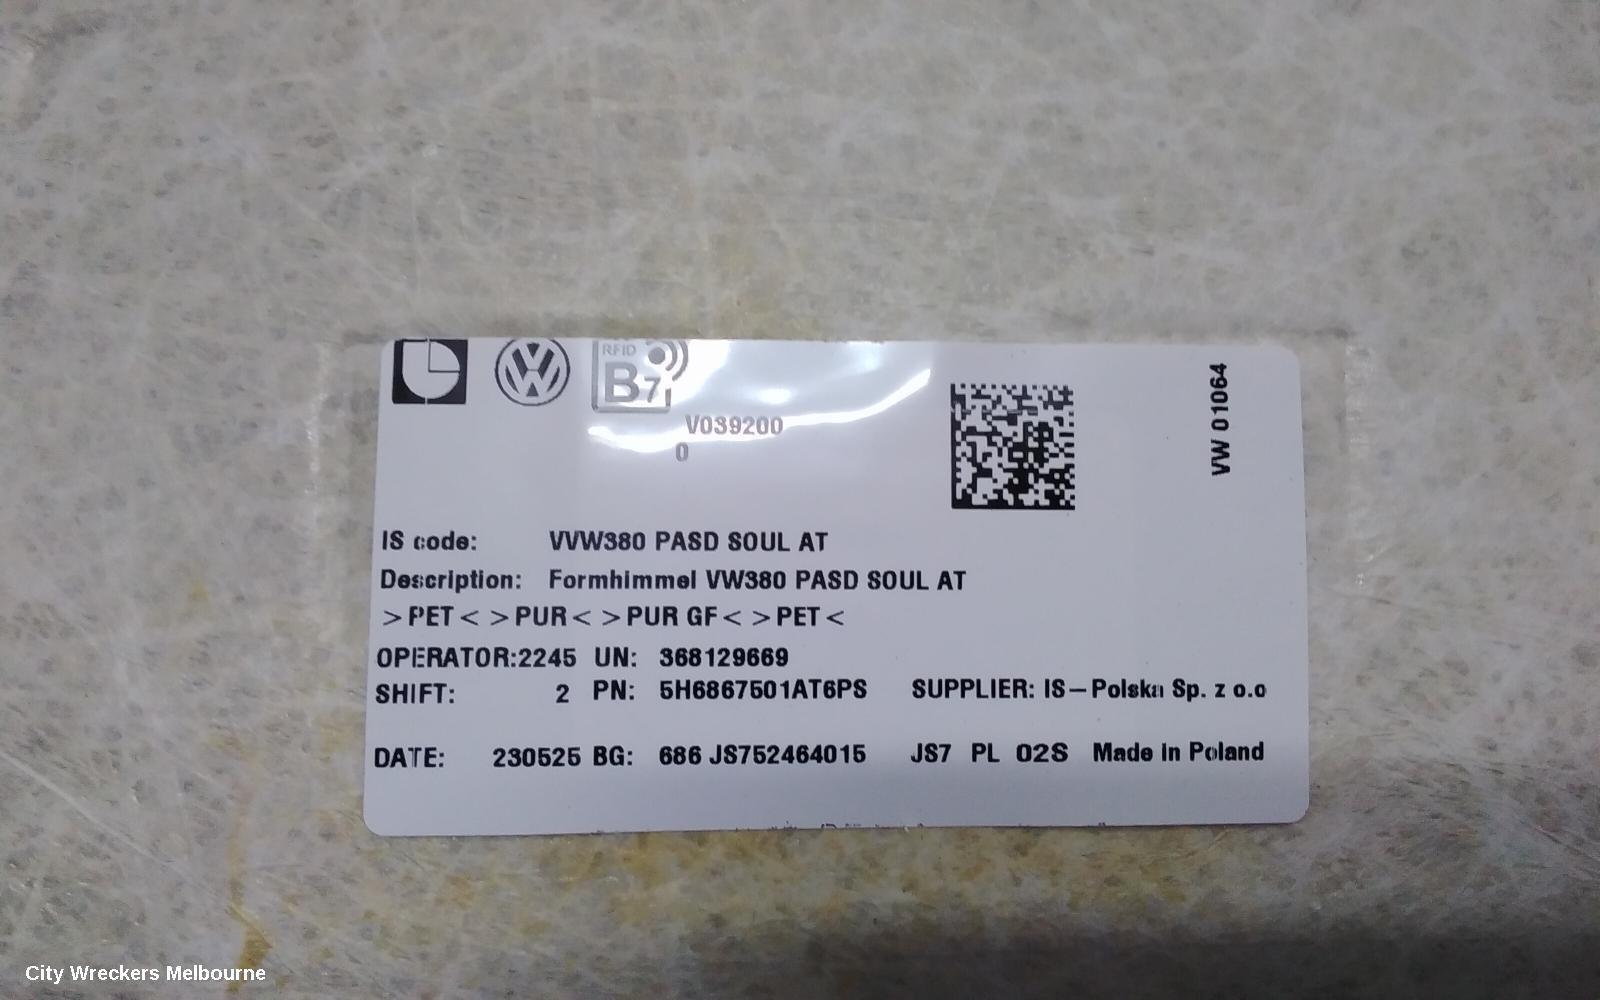 RFID
B7
V039200
0
VW 01064
IS code: VVW380 PASD SOUL AT
Description: Formhimmel VW380 PASD SOUL AT
>PET< >PUR< >PUR GF< >PET<
OPERATOR:2245 UN: 368129669
SHIFT: 2 PN: 5H6867501AT6PS SUPPLIER: IS-Polska Sp. z o.o
DATE: 230525 BG: 686 JS752464015 JS7 PL 02S Made in Poland
City Wreckers Melbourne